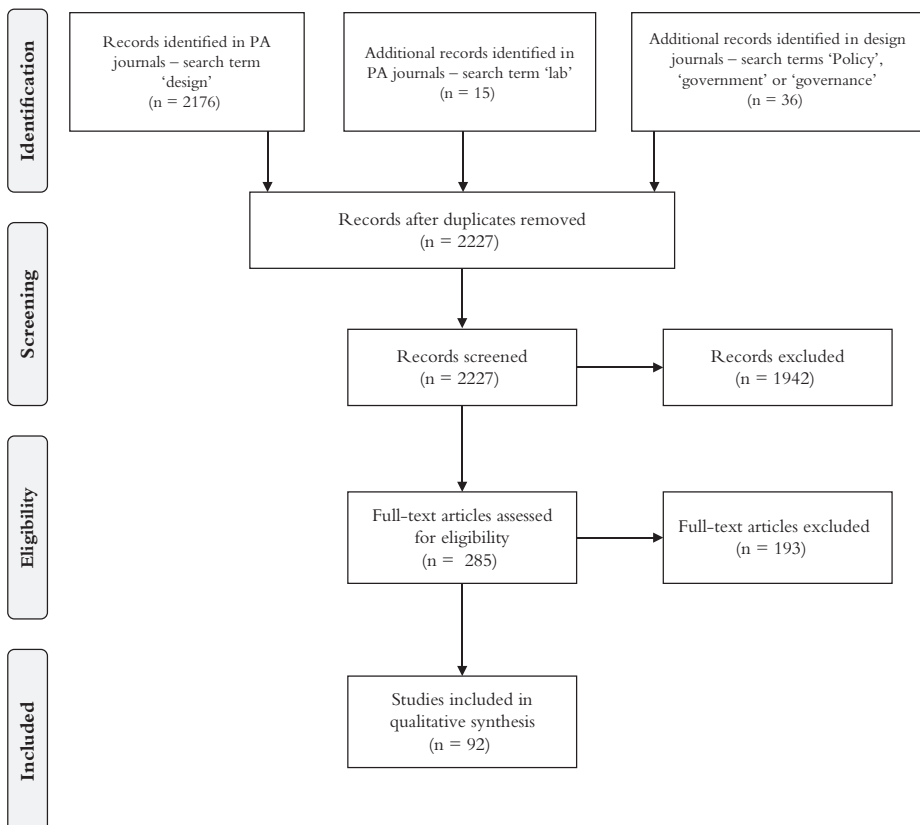 Identification
Records identified in PA
journals – search term
‘design’
(n = 2176)
Additional records identified in
PA journals – search term ‘lab’
(n = 15)
Additional records identified in design
journals – search terms ‘Policy’,
‘government’ or ‘governance’
(n = 36)
Records after duplicates removed
(n = 2227)
Screening
Records screened
(n = 2227)
Records excluded
(n = 1942)
Eligibility
Full-text articles assessed
for eligibility
(n = 285)
Full-text articles excluded
(n = 193)
Included
Studies included in
qualitative synthesis
(n = 92)